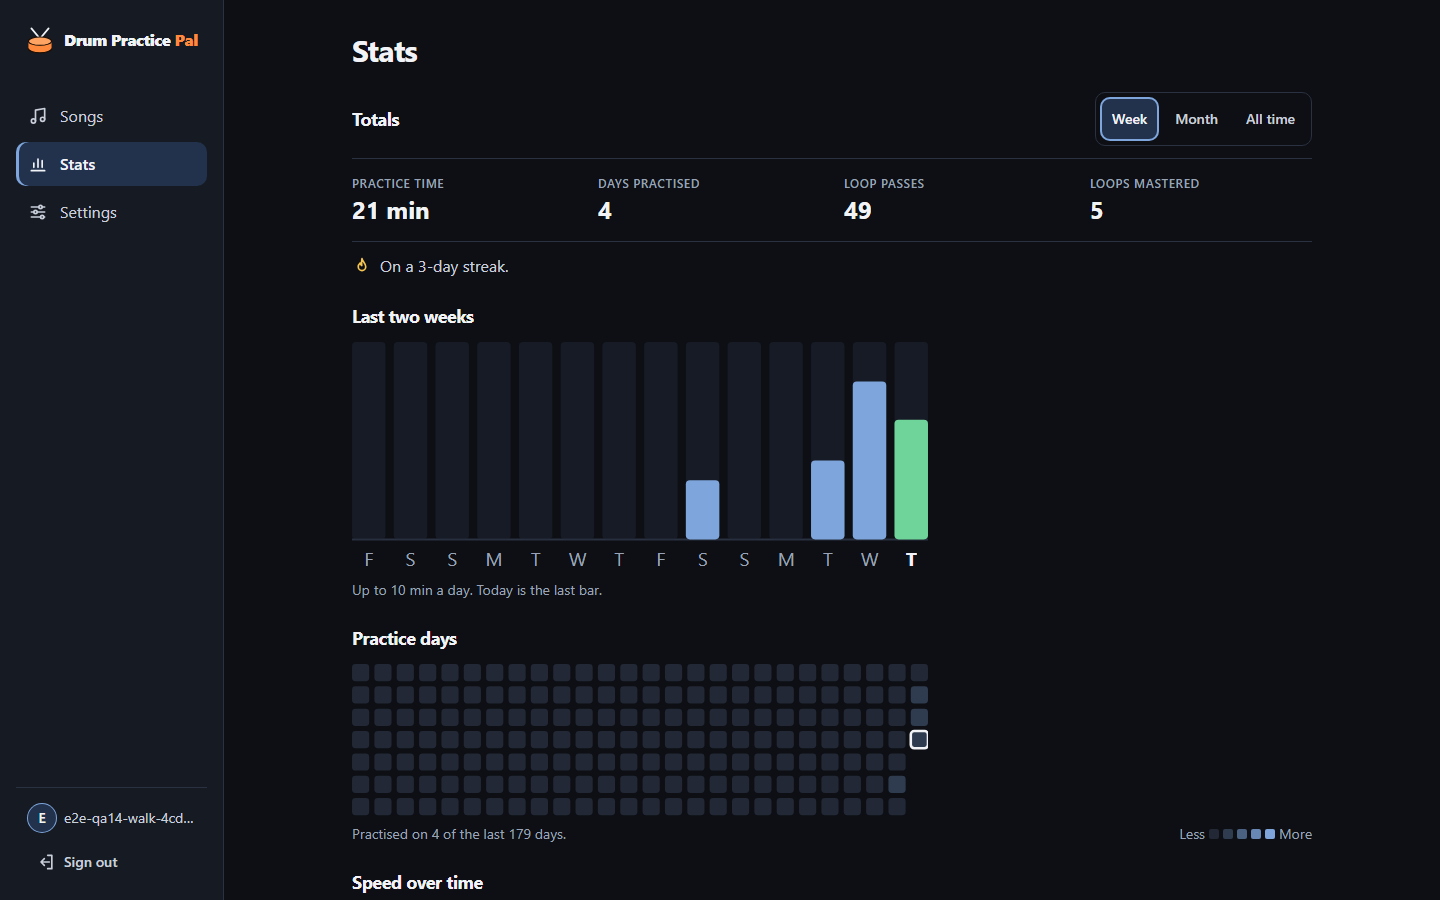 Drum Practice Pal
Songs
Stats
Settings
E
e2e-qa14-walk-4cd...
Sign out
Stats
Totals
Week Month All time
PRACTICE TIME DAYS PRACTISED LOOP PASSES LOOPS MASTERED
21 min 4 49 5
On a 3-day streak.
Last two weeks
F S S M T W T F S S M T W T
Up to 10 min a day. Today is the last bar.
Practice days
Practised on 4 of the last 179 days.
Less More
Speed over time